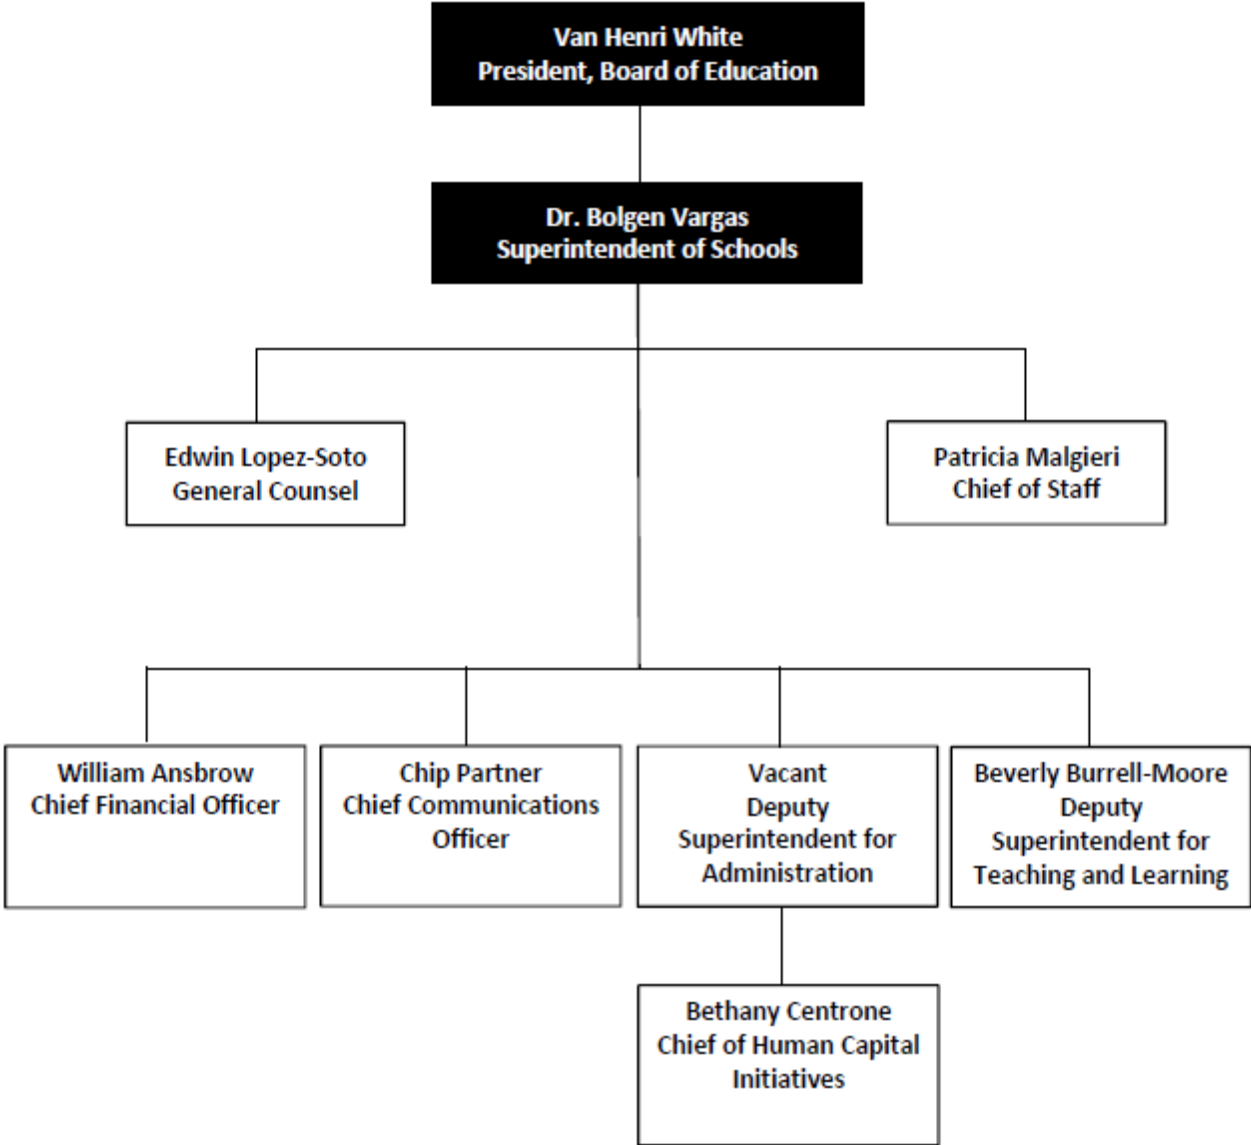 Van Henri White
President, Board of Education
Dr. Bolgen Vargas
Superintendent of Schools
Edwin Lopez-Soto
General Counsel
Patricia Malgieri
Chief of Staff
William Ansbrow
Chief Financial Officer
Chip Partner
Chief Communications
Officer
Vacant
Deputy
Superintendent for
Administration
Beverly Burrell-Moore
Deputy
Superintendent for
Teaching and Learning
Bethany Centrone
Chief of Human Capital
Initiatives